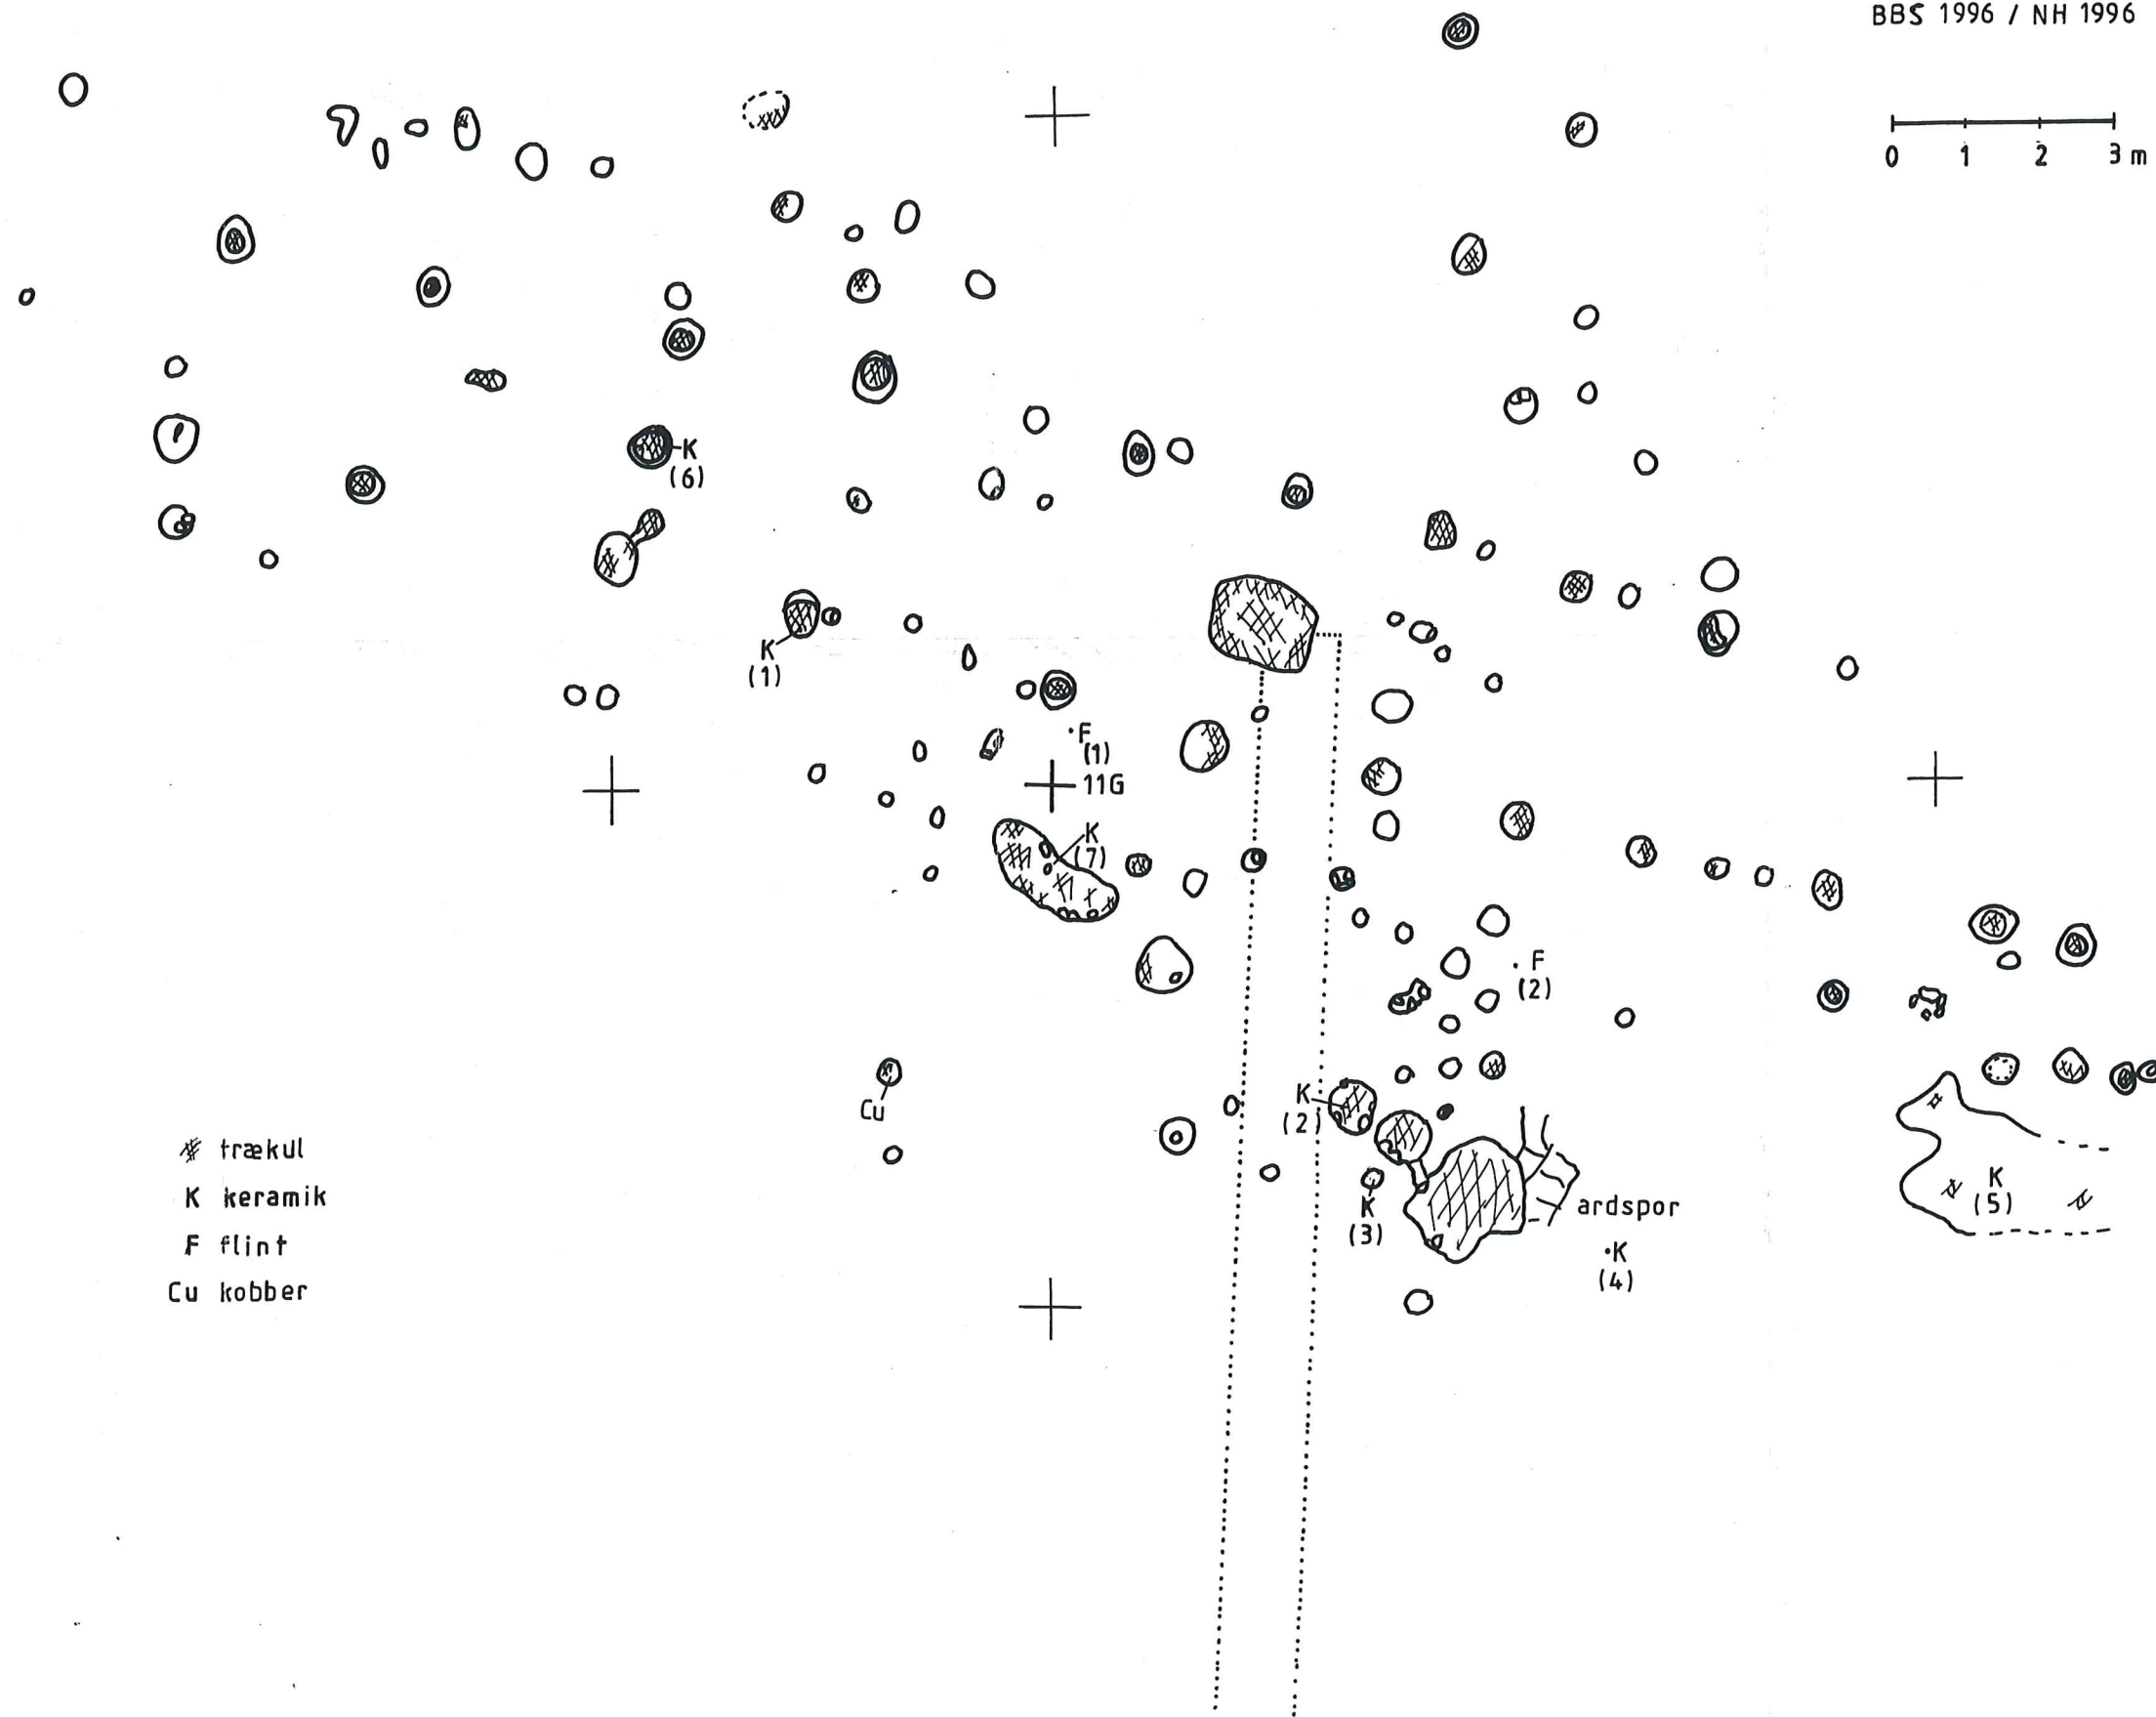 BBS 1996 / NH 1996
0 1 2 3 m
K
(6)
K
(1)
F
(1)
11G
K
(7)
F
(2)
Cu
K
(2)
K
(3)
ardspor
K
(4)
K
(5)
trækul
K keramik
F flint
Cu kobber